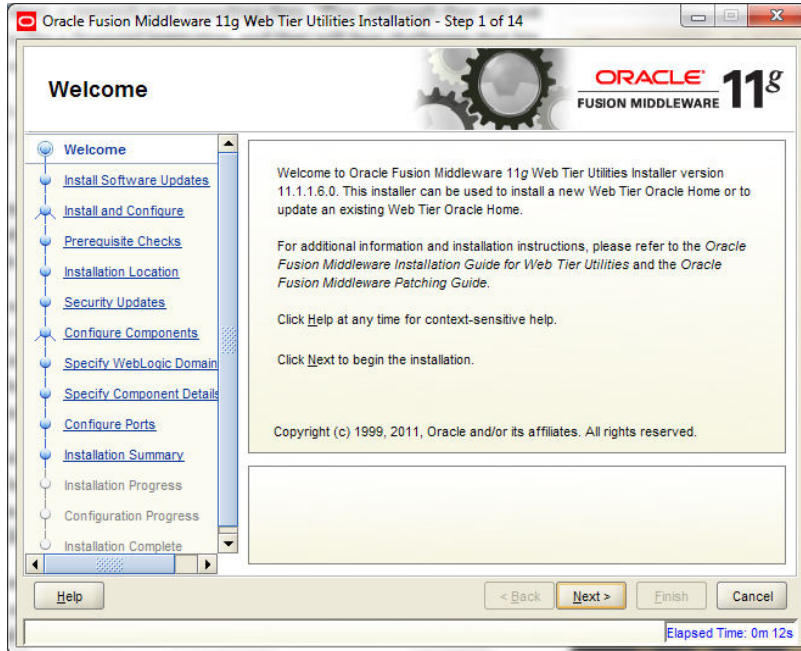 Oracle Fusion Middleware 11g Web Tier Utilities Installation - Step 1 of 14
Welcome
ORACLE
FUSION MIDDLEWARE
11g
Welcome
Install Software Updates
Install and Configure
Prerequisite Checks
Installation Location
Security Updates
Configure Components
Specify WebLogic Domain
Specify Component Details
Configure Ports
Installation Summary
Installation Progress
Configuration Progress
Installation Complete
Welcome to Oracle Fusion Middleware 11g Web Tier Utilities Installer version
11.1.1.6.0. This installer can be used to install a new Web Tier Oracle Home or to
update an existing Web Tier Oracle Home.
For additional information and installation instructions, please refer to the Oracle
Fusion Middleware Installation Guide for Web Tier Utilities and the Oracle
Fusion Middleware Patching Guide.
Click Help at any time for context-sensitive help.
Click Next to begin the installation.
Copyright (c) 1999, 2011, Oracle and/or its affiliates. All rights reserved.
Help
< Back
Next >
Finish
Cancel
Elapsed Time: 0m 12s